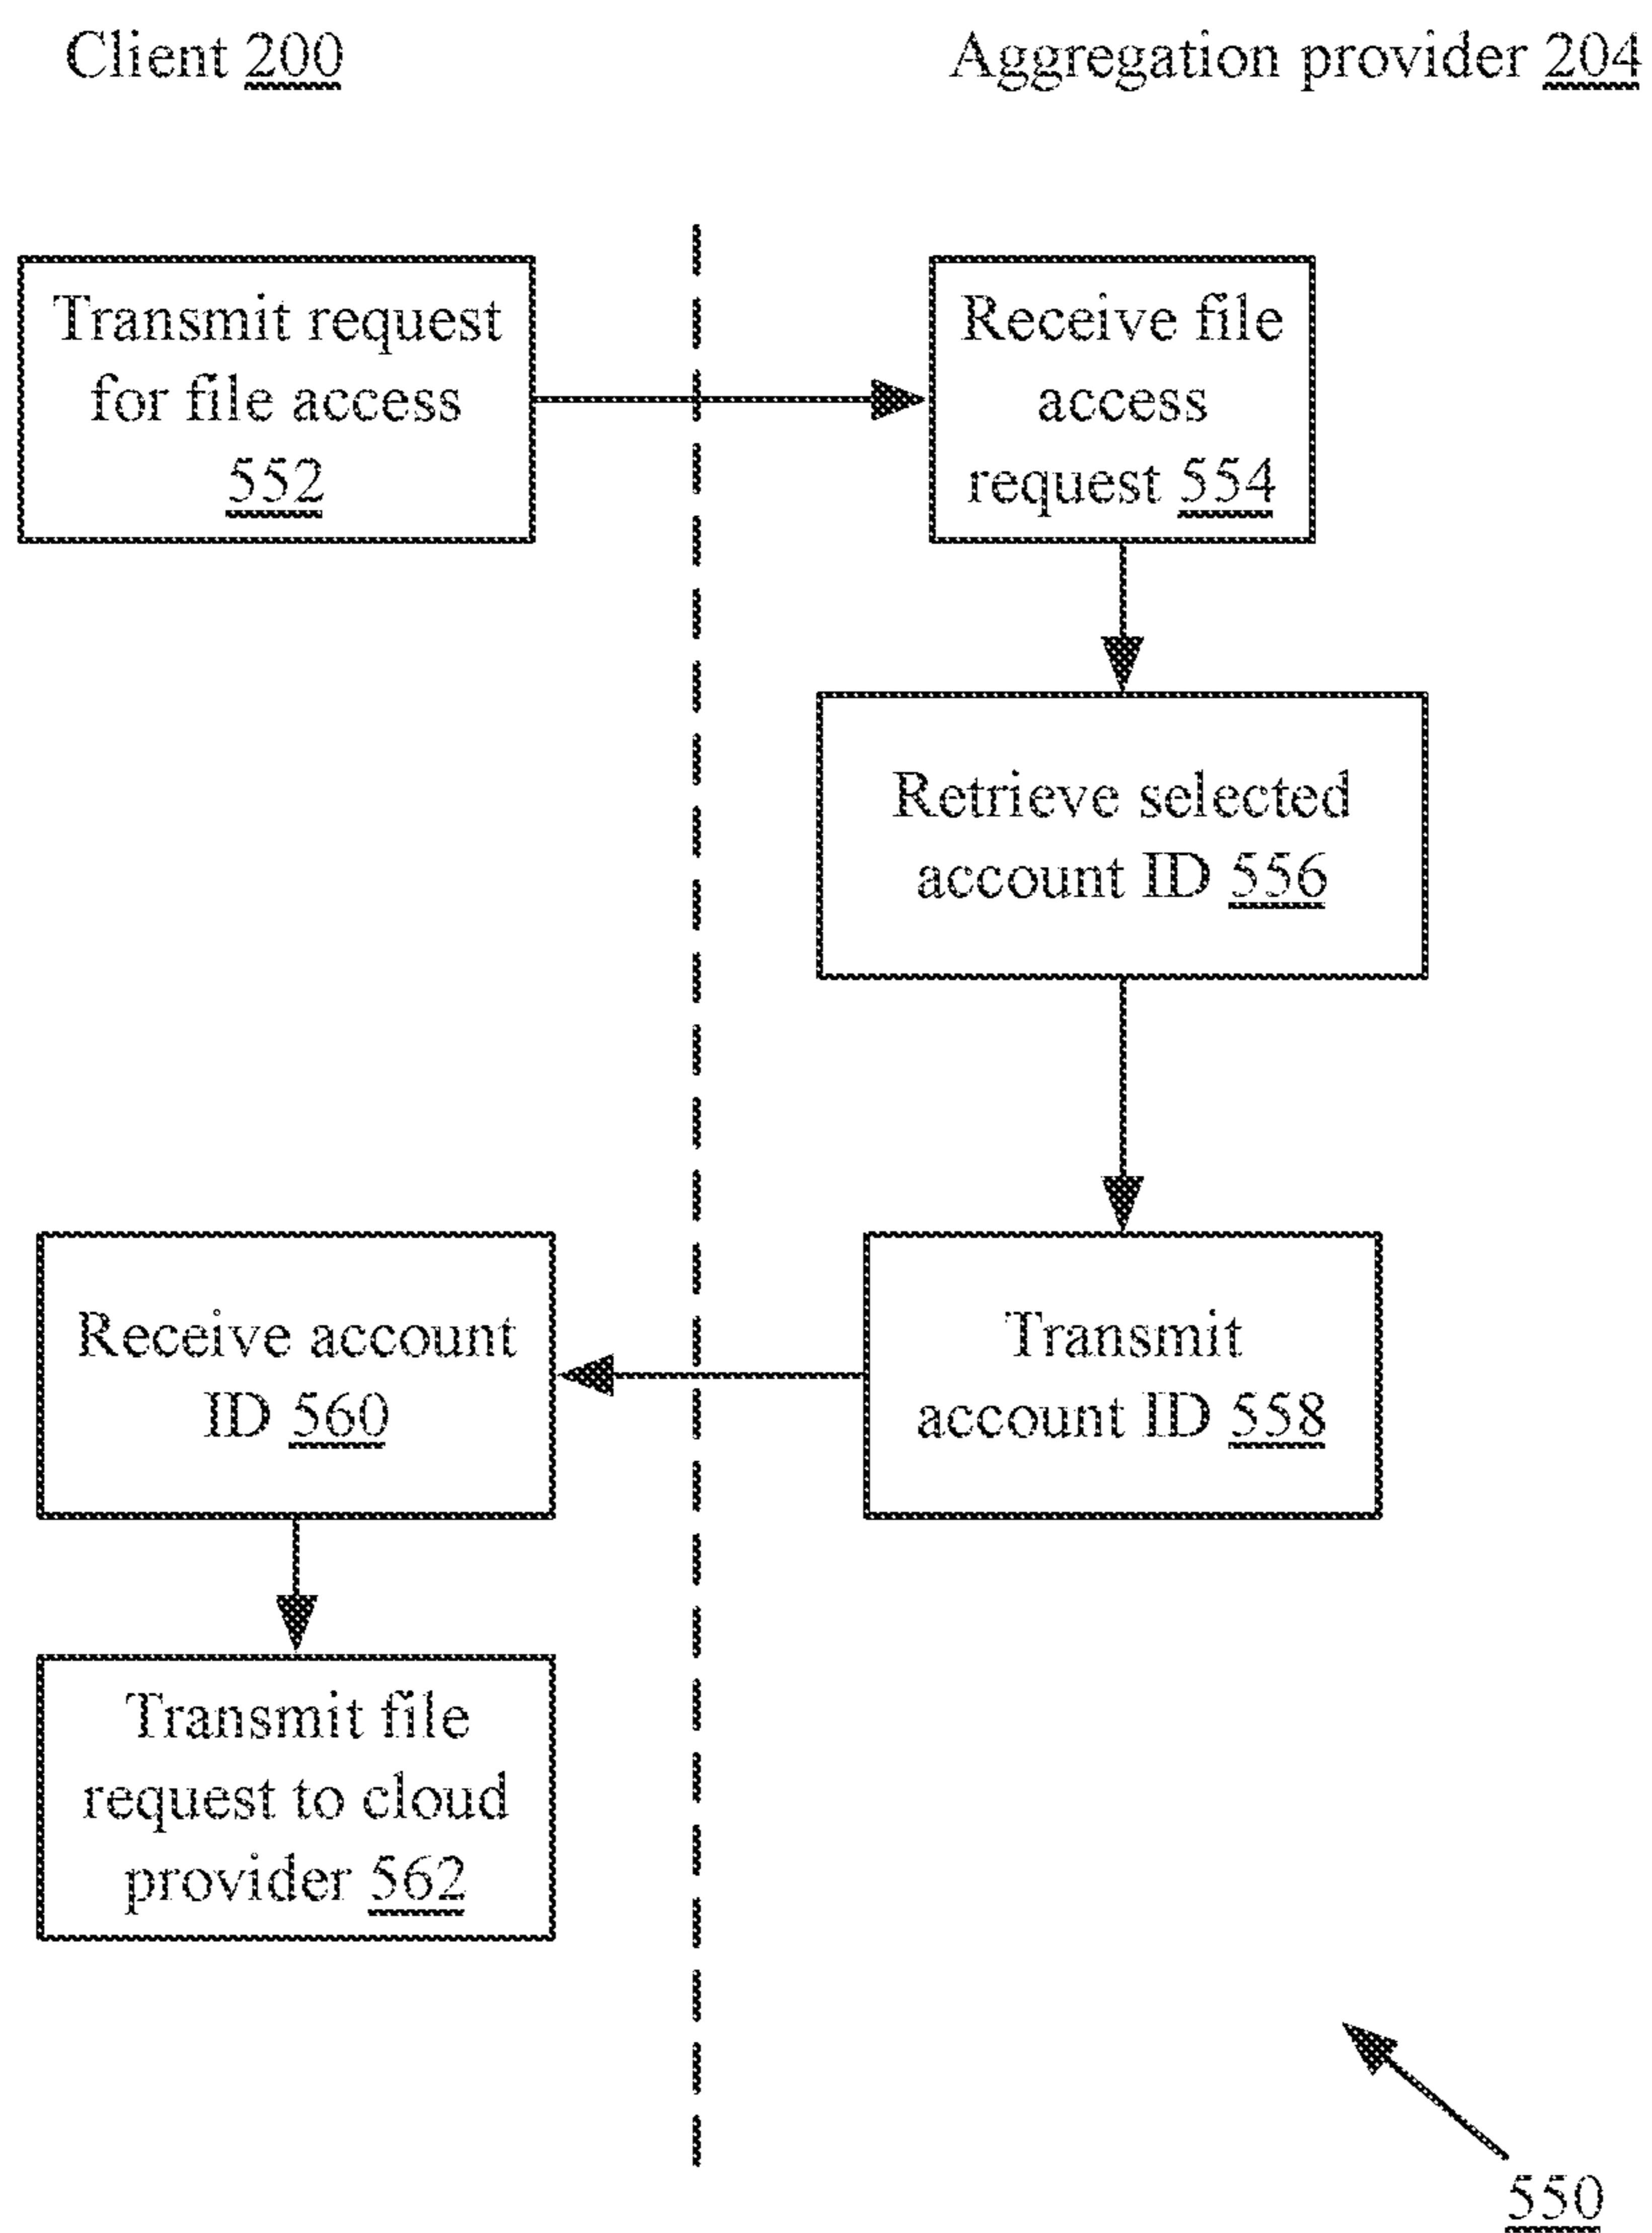 Client 200
Aggregation provider 204
Transmit request
for file access
552
Receive file
access
request 554
Retrieve selected
account ID 556
Transmit
account ID 558
Receive account
ID 560
Transmit file
request to cloud
provider 562
550